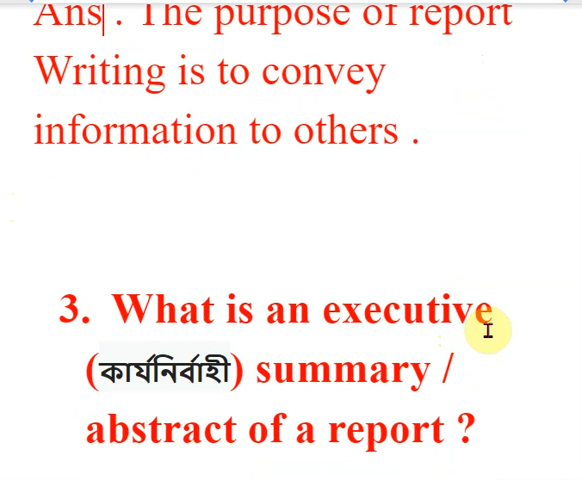 Ans . The purpose of report
Writing is to convey
information to others .
3. What is an executive
(কার্যনির্বাহী) summary /
abstract of a report ?